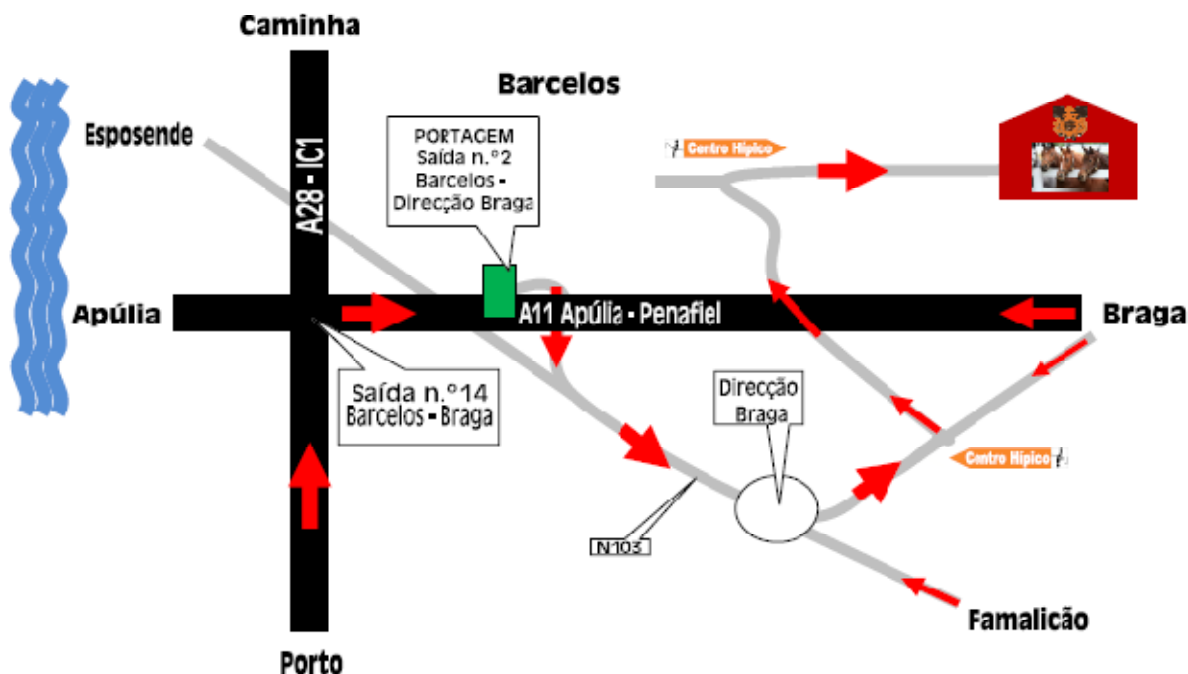 Caminha
Barcelos
Esposende
PORTAGEM
Saída n.º2
Barcelos -
Direcção Braga
Centro Hípico
A28 - IC1
Apúlia
A11 Apúlia - Penafiel
Braga
Saída n.º14
Barcelos - Braga
Direcção
Braga
Centro Hípico
N103
Famalicão
Porto